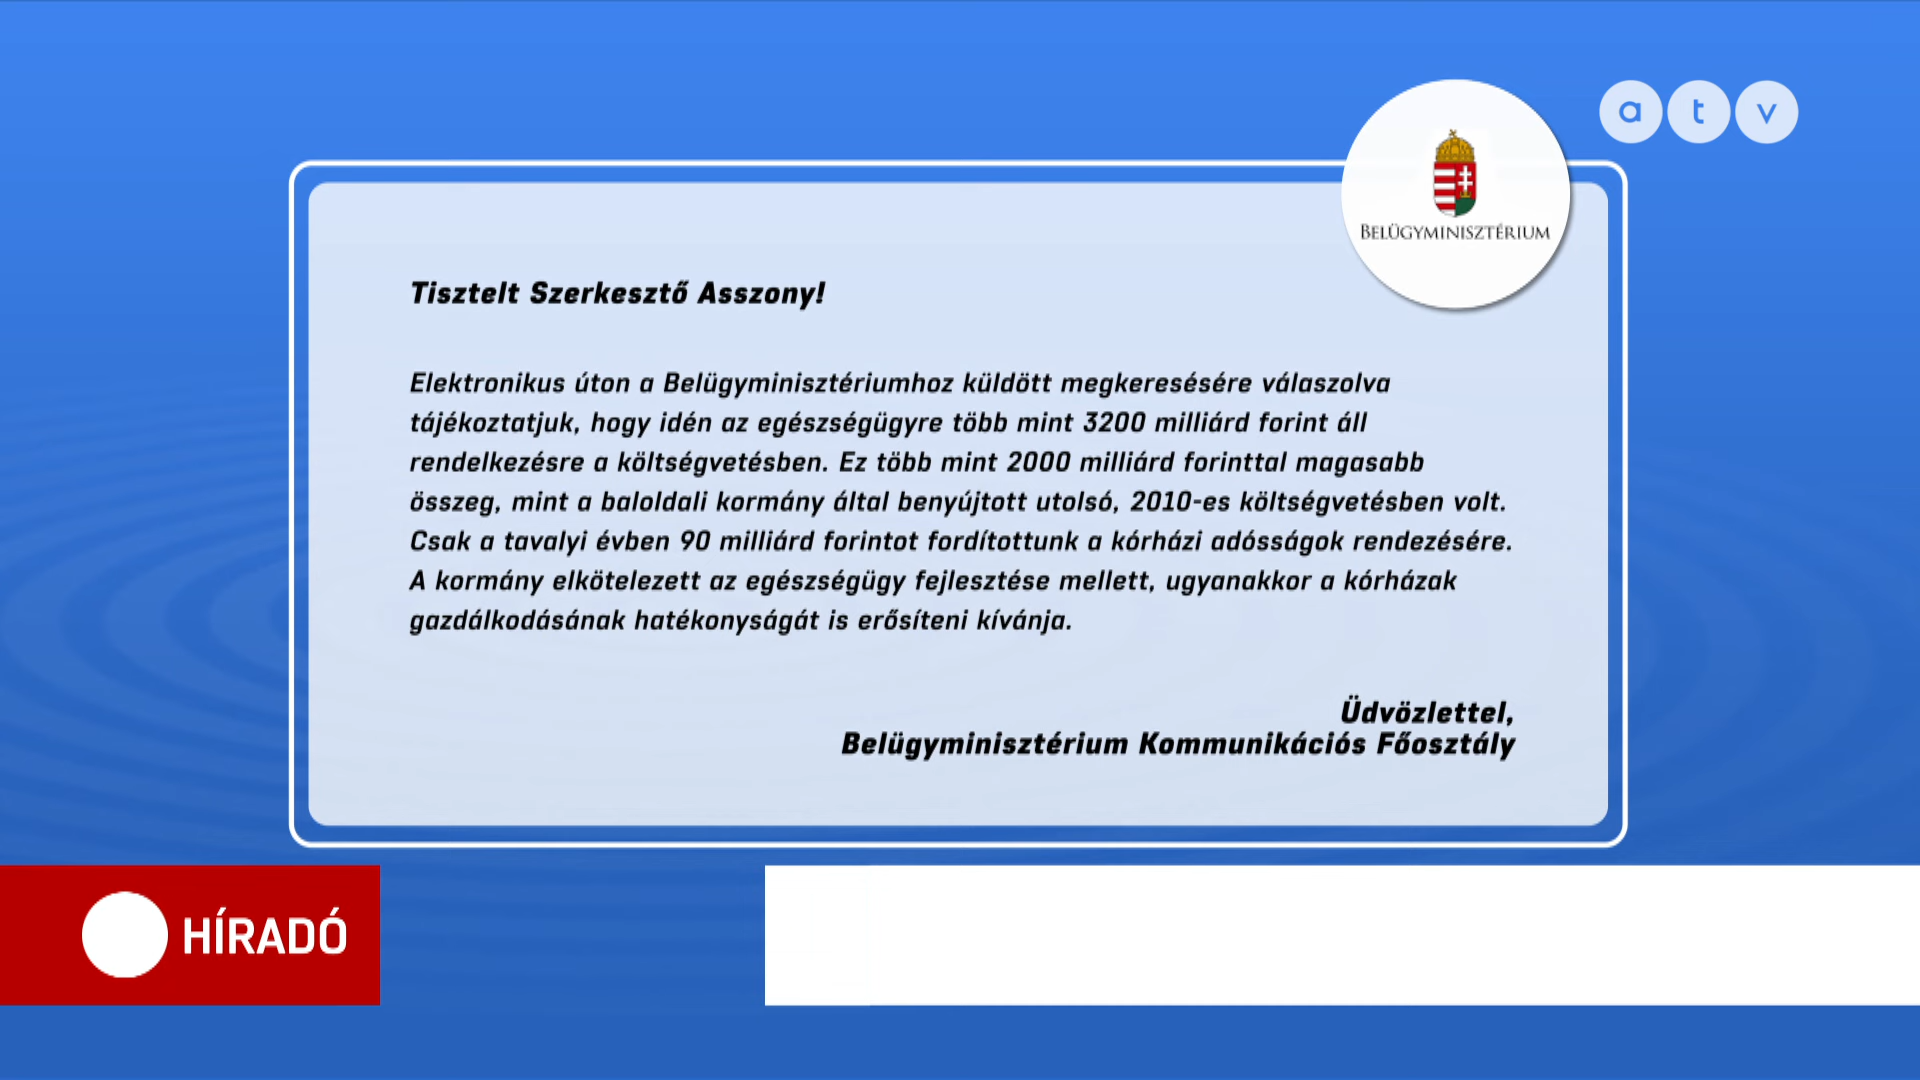 a t v
BELÜGYMINISZTÉRIUM
Tisztelt Szerkesztő Asszony!
Elektronikus úton a Belügyminisztériumhoz küldött megkeresésére válaszolva
tájékoztatjuk, hogy idén az egészségügyre több mint 3200 milliárd forint áll
rendelkezésre a költségvetésben. Ez több mint 2000 milliárd forinttal magasabb
összeg, mint a baloldali kormány által benyújtott utolsó, 2010-es költségvetésben volt.
Csak a tavalyi évben 90 milliárd forintot fordítottunk a kórházi adósságok rendezésére.
A kormány elkötelezett az egészségügy fejlesztése mellett, ugyanakkor a kórházak
gazdálkodásának hatékonyságát is erősíteni kívánja.
Üdvözlettel,
Belügyminisztérium Kommunikációs Főosztály
HÍRADÓ